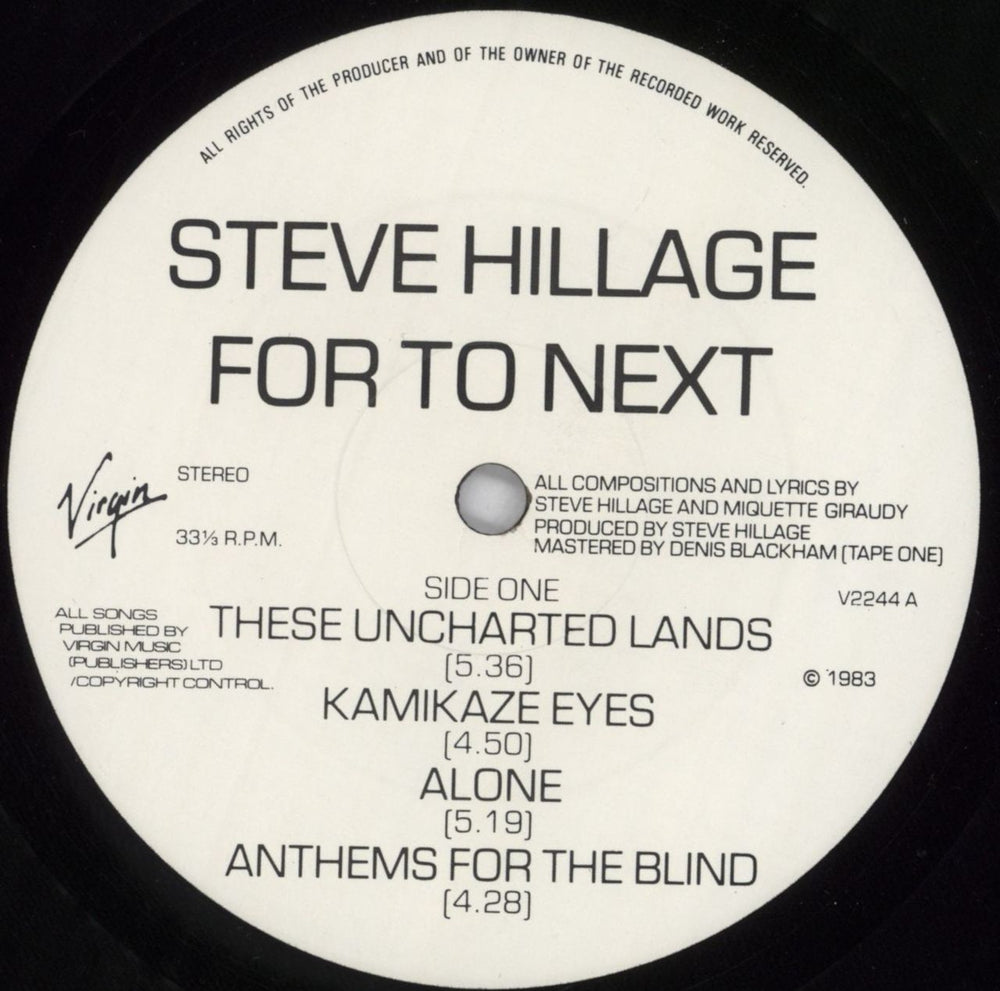 ALL RIGHTS OF THE PRODUCER AND OF THE OWNER OF THE RECORDED WORK RESERVED.
STEVE HILLAGE
FOR TO NEXT
Virgin
STEREO
33⅓ R.P.M.
ALL COMPOSITIONS AND LYRICS BY
STEVE HILLAGE AND MIQUETTE GIRAUDY
PRODUCED BY STEVE HILLAGE
MASTERED BY DENIS BLACKHAM (TAPE ONE)
SIDE ONE
V2244 A
ALL SONGS
PUBLISHED BY
VIRGIN MUSIC
(PUBLISHERS) LTD
/COPYRIGHT CONTROL.
© 1983
THESE UNCHARTED LANDS
(5.36)
KAMIKAZE EYES
(4.50)
ALONE
(5.19)
ANTHEMS FOR THE BLIND
(4.28)